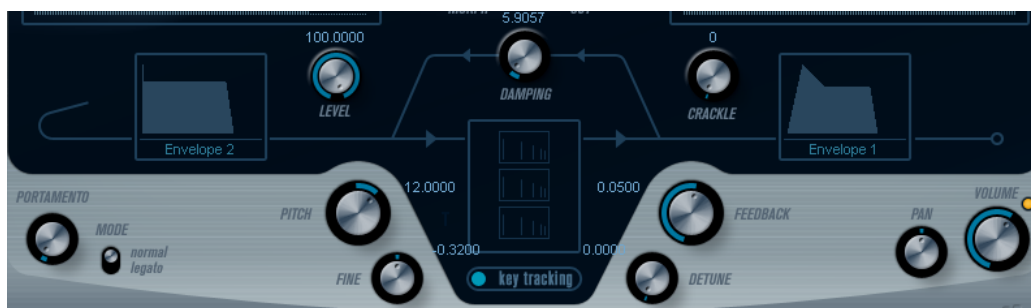 5.9057
100.0000
0
LEVEL
DAMPING
CRACKLE
Envelope 2
Envelope 1
PORTAMENTO
MODE
normal
legato
PITCH
12.0000
-0.3200
FINE
key tracking
0.0500
0.0000
FEEDBACK
DETUNE
PAN
VOLUME